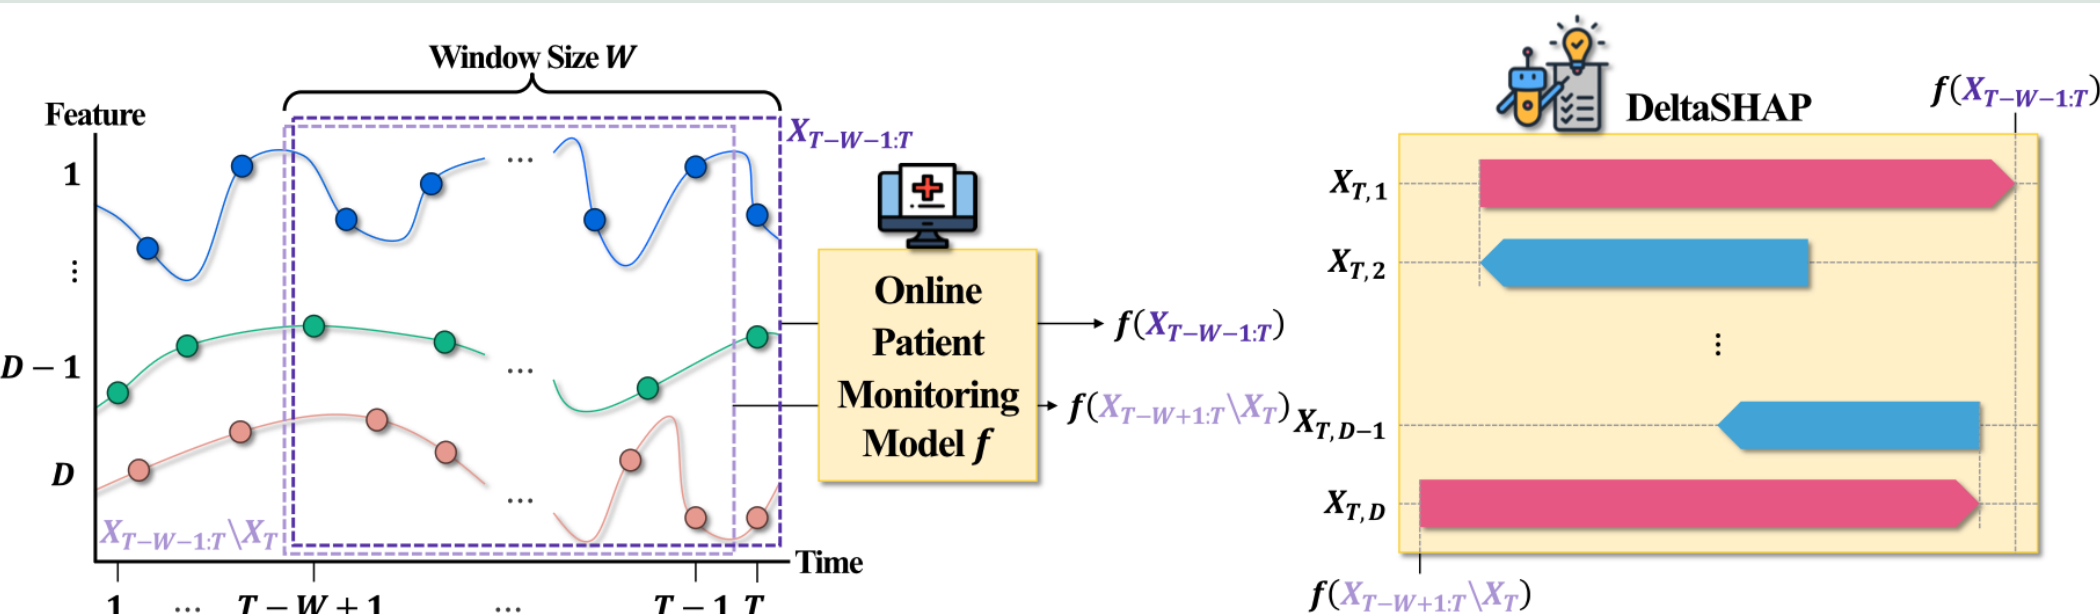 Window Size W
Feature
1
⋮
D − 1
D
X_{T−W−1:T}
X_{T−W−1:T}\X_T
...
...
...
Time
1 ... T − W + 1 ... T − 1 T
Online
Patient
Monitoring
Model f
f(X_{T−W−1:T})
f(X_{T−W+1:T}\X_T)
DeltaSHAP
f(X_{T−W−1:T})
X_{T,1}
X_{T,2}
⋮
X_{T,D−1}
X_{T,D}
f(X_{T−W+1:T}\X_T)